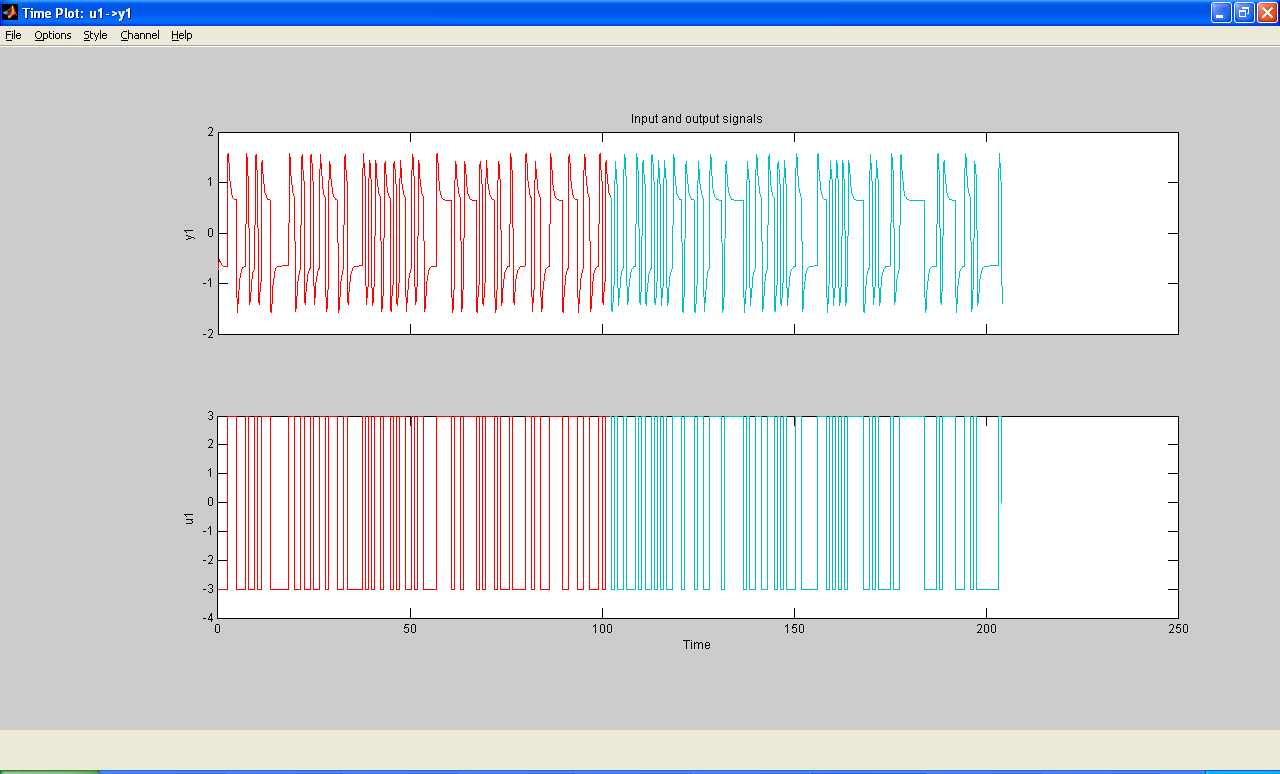 Time Plot: u1->y1
File Options Style Channel Help
Input and output signals
2
1
0
-1
-2
y1
3
2
1
0
-1
-2
-3
-4
u1
0 50 100 150 200 250
Time